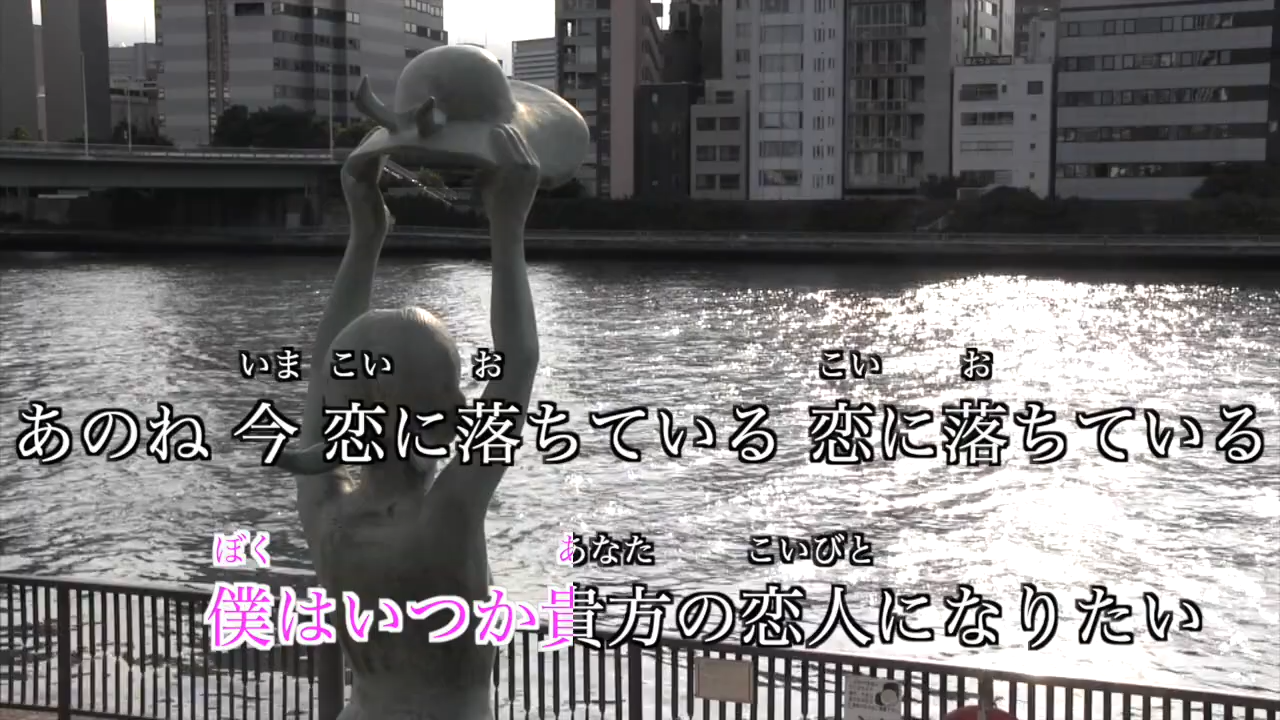 いま こい お こい お
あのね 今 恋に落ちている 恋に落ちている
ぼく あなた こいびと
僕はいつか貴方の恋人になりたい